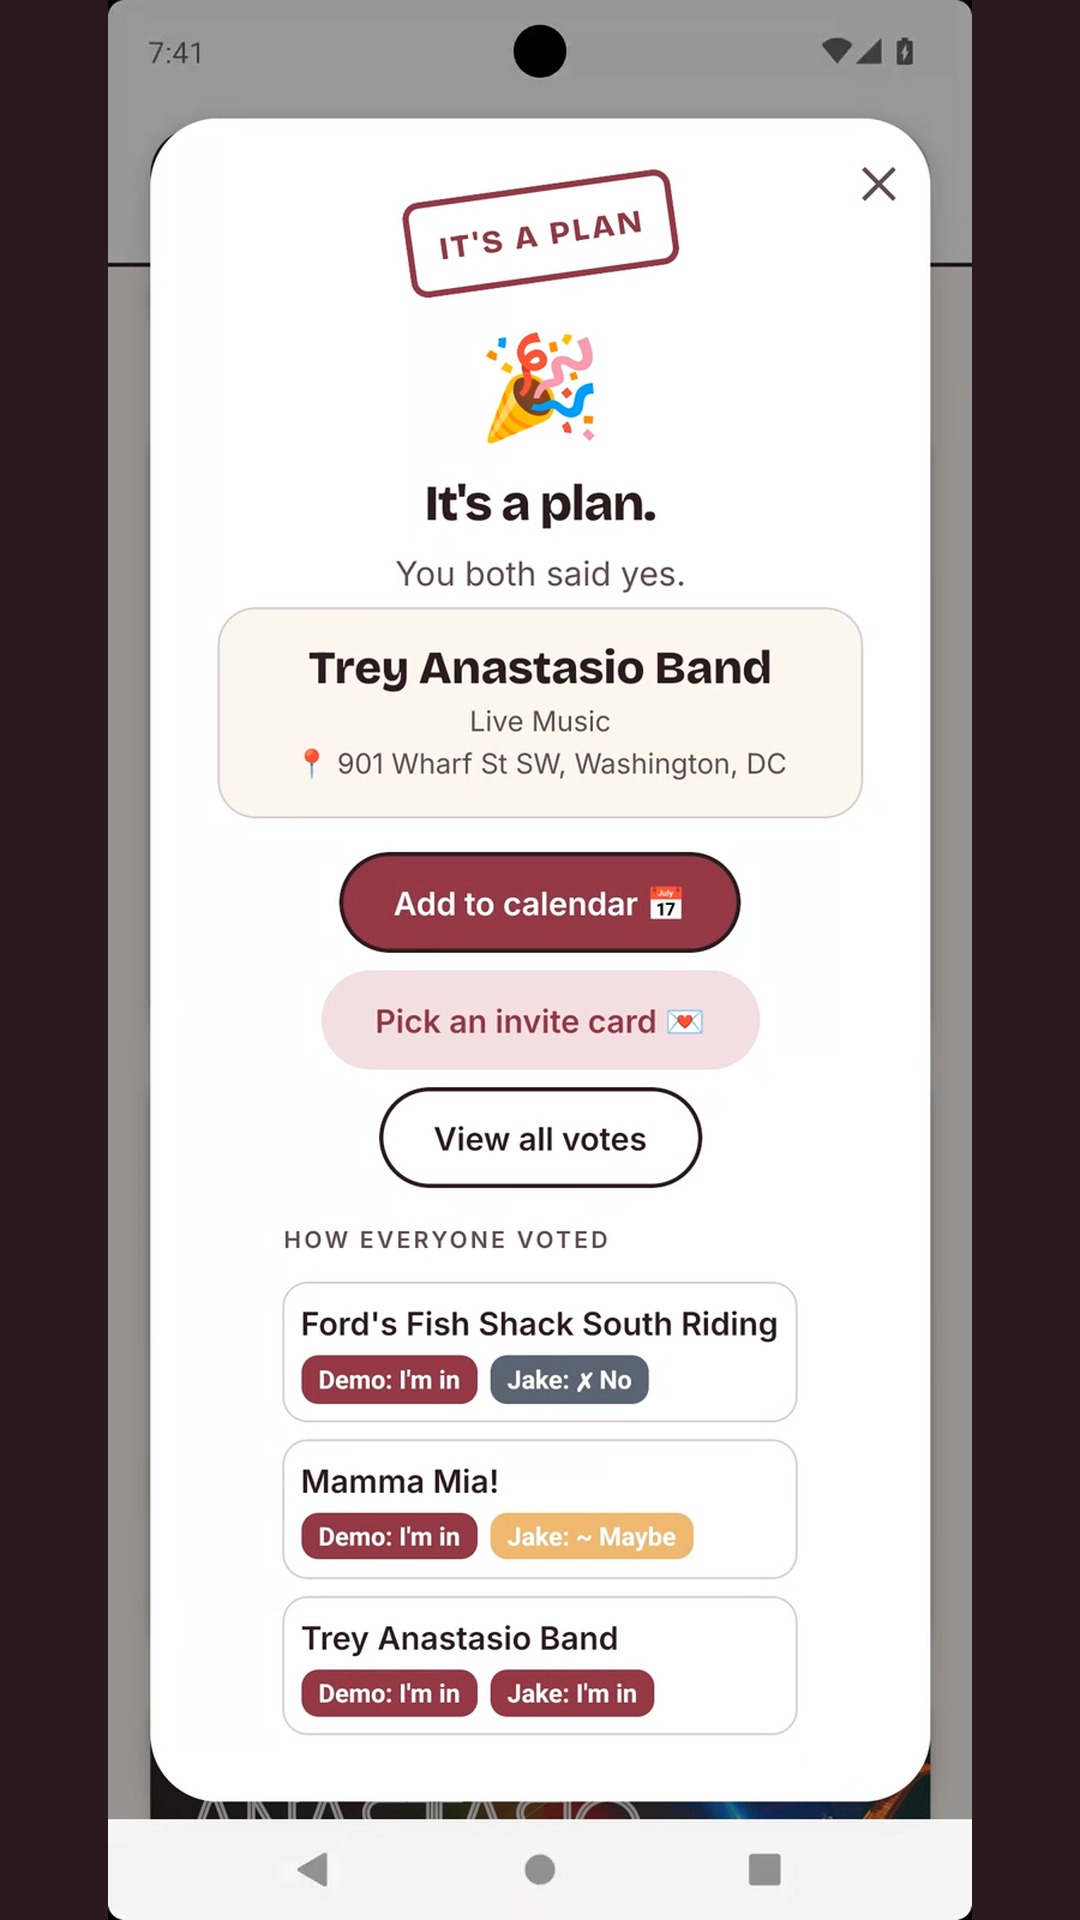 7:41
IT'S A PLAN
It's a plan.
You both said yes.
Trey Anastasio Band
Live Music
📍 901 Wharf St SW, Washington, DC
Add to calendar 📅
Pick an invite card 💌
View all votes
HOW EVERYONE VOTED
Ford's Fish Shack South Riding
Demo: I'm in Jake: ✗ No
Mamma Mia!
Demo: I'm in Jake: ~ Maybe
Trey Anastasio Band
Demo: I'm in Jake: I'm in
ANASTASIO